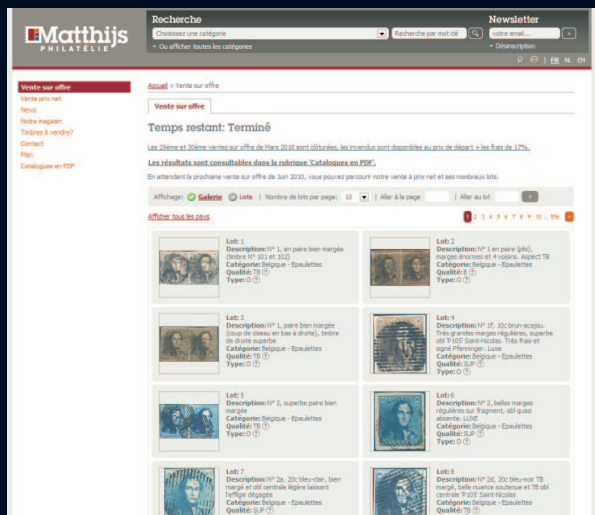 Matthijs
PHILATÉLIE
Recherche
Choisissez une catégorie
Recherche par mot clé
+ Ou afficher toutes les catégories
Newsletter
votre email...
+ Désinscription
FR NL EN
Vente sur offre
Vente prix net
News
Notre magasin
Timbres à vendre?
Contact
Plan
Catalogues en PDF
Accueil > Vente sur offre
Vente sur offre
Temps restant: Terminé
Les 29ème et 30ème ventes sur offre de Mars 2010 sont clôturées, les invendus sont disponibles au prix de départ + les frais de 17%.
Les résultats sont consultables dans la rubrique 'Catalogues en PDF'.
En attendant la prochaine vente sur offre de Juin 2010, vous pouvez parcourir notre vente à prix net et ses nombreux lots.
Affichage: Galerie Liste | Nombre de lots par page: 10 | Aller à la page | Aller au lot
Afficher tous les pays
1 2 3 4 5 6 7 8 9 10 ...
Lot: 1
Description: N° 1, en paire bien margée
(timbre N° 101 et 102)
Catégorie: Belgique - Epaulettes
Qualité: TB ?
Type: O ?
Lot: 2
Description: N° 1 en paire (plis),
marges énormes et 4 voisins. Aspect TB
Catégorie: Belgique - Epaulettes
Qualité: B ?
Type: O ?
Lot: 3
Description: N° 1, paire bien margée
(coup de ciseau en bas à droite), timbre
de droite superbe
Catégorie: Belgique - Epaulettes
Qualité: TB ?
Type: O ?
Lot: 4
Description: N° 1f, 10c brun-acajou.
Très grandes marges régulières, superbe
obl 'P105' Saint-Nicolas. Très frais et
signé Pfenninger. Luxe
Catégorie: Belgique - Epaulettes
Qualité: SUP ?
Type: O ?
Lot: 5
Description: N° 2, superbe paire bien
margée
Catégorie: Belgique - Epaulettes
Qualité: TB ?
Type: O ?
Lot: 6
Description: N° 2, belles marges
régulières sur fragment, obl quasi
absente. LUXE
Catégorie: Belgique - Epaulettes
Qualité: SUP ?
Type: O ?
Lot: 7
Description: N° 2a, 20c bleu-clair, bien
margé et obl centrale légère laissant
l'effigie dégagée
Catégorie: Belgique - Epaulettes
Qualité: SUP ?
Lot: 8
Description: N° 2d, 20c bleu-noir TB
margé, belle nuance soutenue et TB obl
centrale 'P105' Saint-Nicolas
Catégorie: Belgique - Epaulettes
Qualité: TB ?